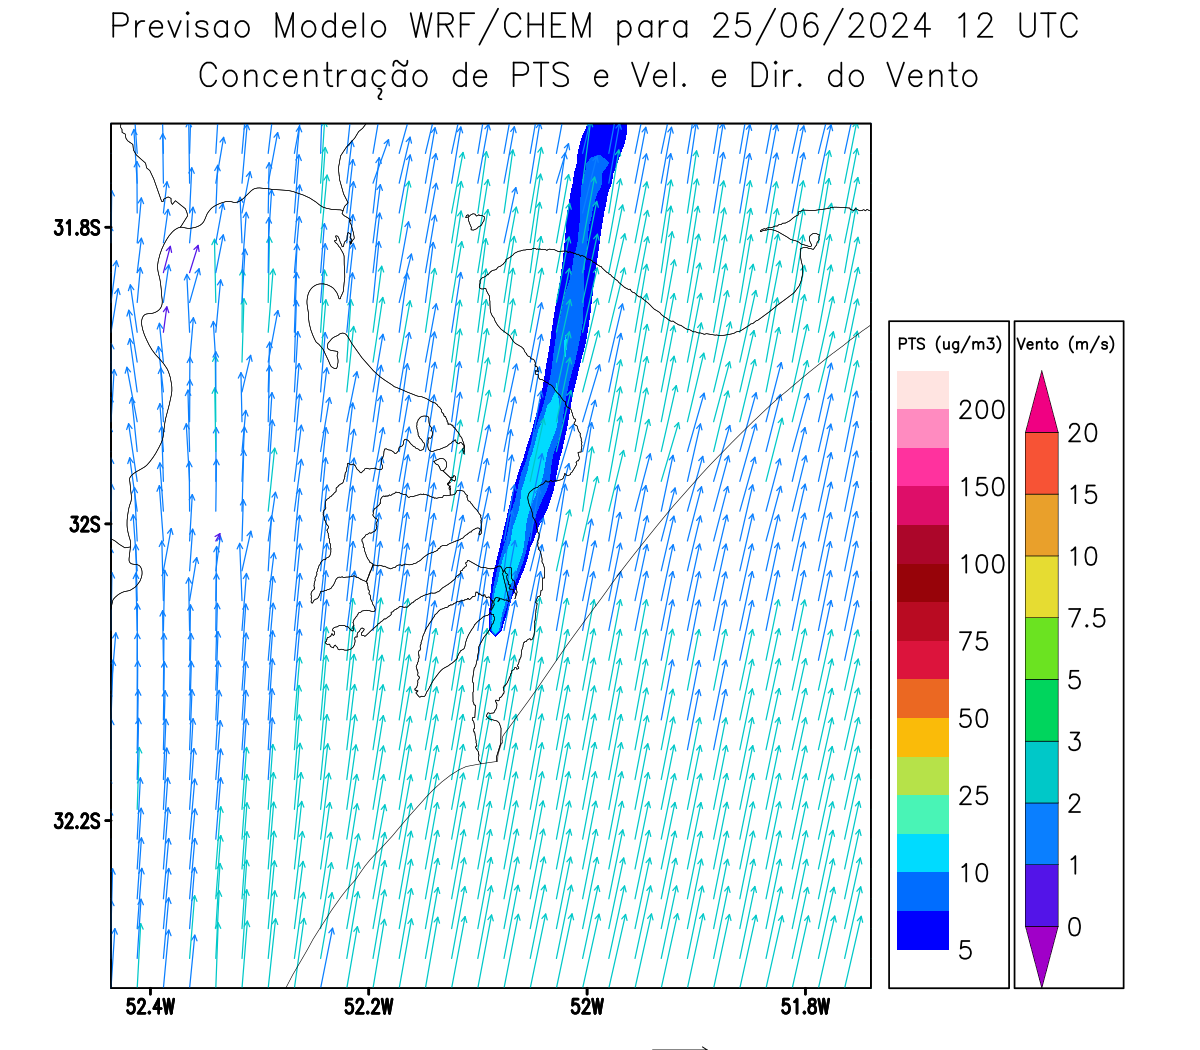 Previsao Modelo WRF/CHEM para 25/06/2024 12 UTC
Concentração de PTS e Vel. e Dir. do Vento
31.8S
32S
32.2S
52.4W
52.2W
52W
51.8W
PTS (ug/m3)
200
150
100
75
50
25
10
5
Vento (m/s)
20
15
10
7.5
5
3
2
1
0